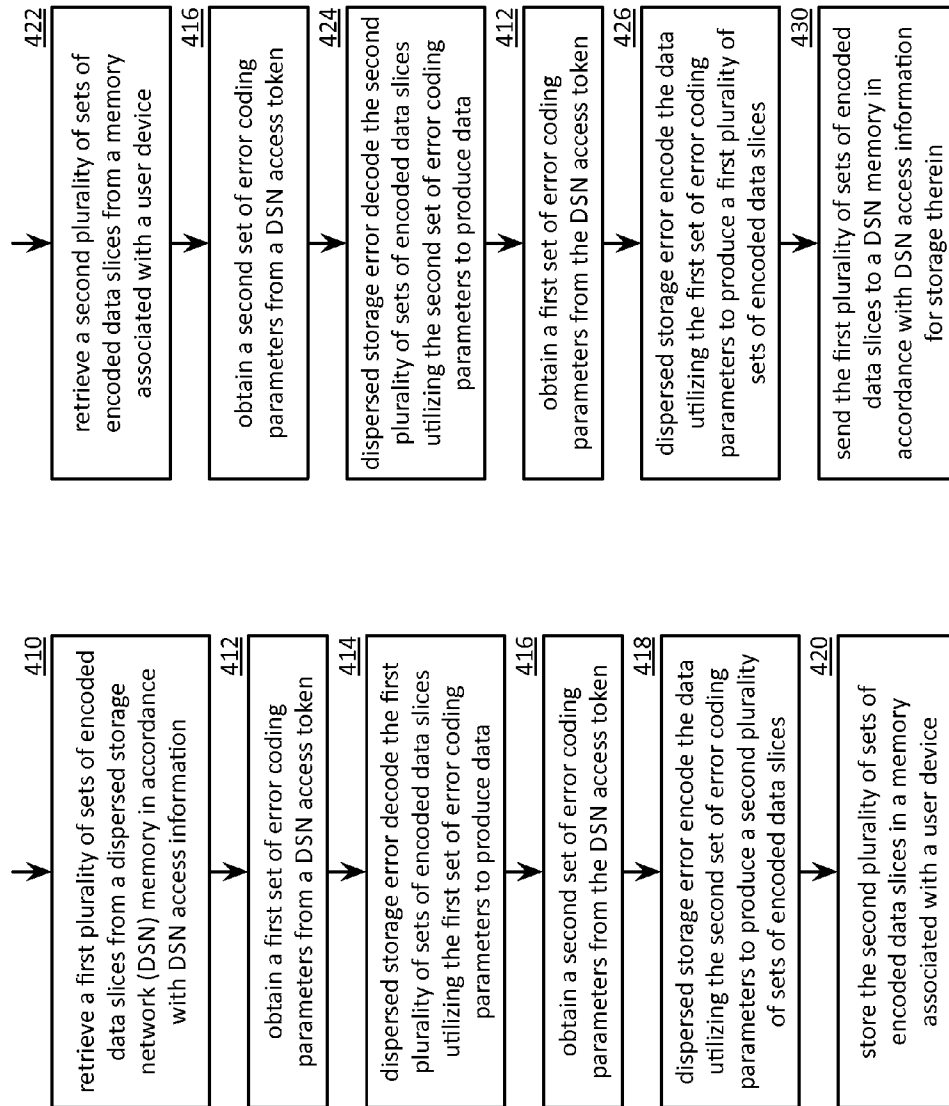 410
retrieve a first plurality of sets of encoded
data slices from a dispersed storage
network (DSN) memory in accordance
with DSN access information
412
obtain a first set of error coding
parameters from a DSN access token
414
dispersed storage error decode the first
plurality of sets of encoded data slices
utilizing the first set of error coding
parameters to produce data
416
obtain a second set of error coding
parameters from the DSN access token
418
dispersed storage error encode the data
utilizing the second set of error coding
parameters to produce a second plurality
of sets of encoded data slices
420
store the second plurality of sets of
encoded data slices in a memory
associated with a user device
422
retrieve a second plurality of sets of
encoded data slices from a memory
associated with a user device
416
obtain a second set of error coding
parameters from a DSN access token
424
dispersed storage error decode the second
plurality of sets of encoded data slices
utilizing the second set of error coding
parameters to produce data
412
obtain a first set of error coding
parameters from the DSN access token
426
dispersed storage error encode the data
utilizing the first set of error coding
parameters to produce a first plurality of
sets of encoded data slices
430
send the first plurality of sets of encoded
data slices to a DSN memory in
accordance with DSN access information
for storage therein